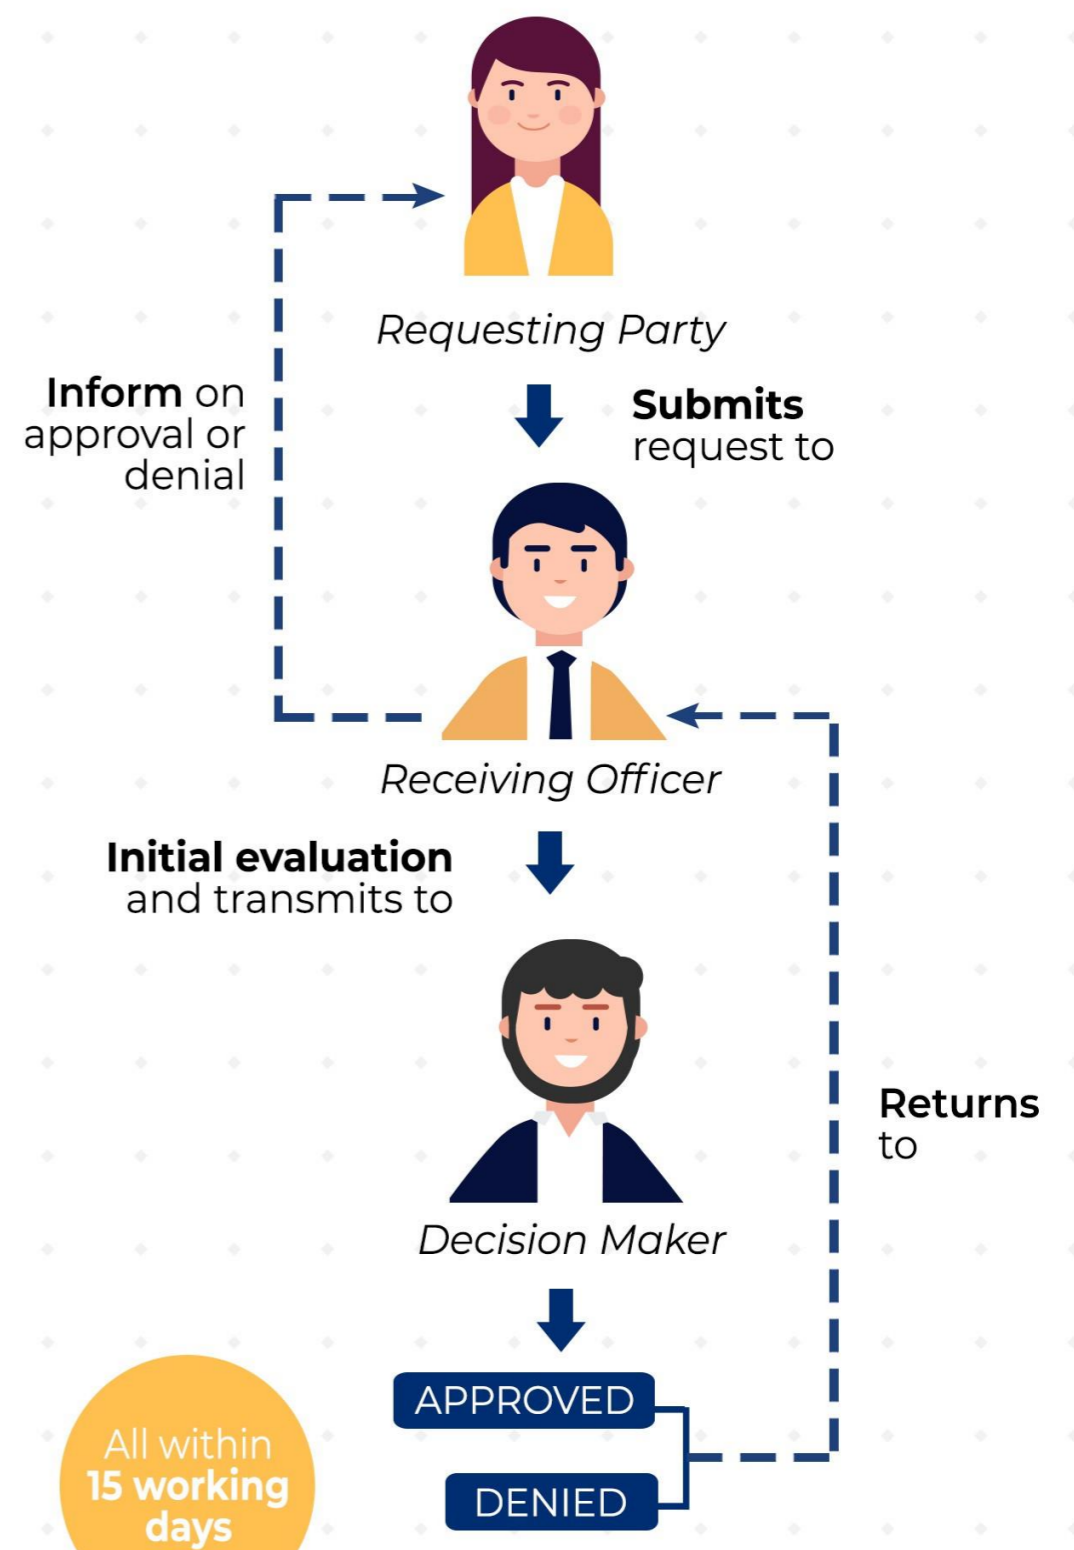 Requesting Party
Inform on
approval or
denial
Submits
request to
Receiving Officer
Initial evaluation
and transmits to
Returns
to
Decision Maker
APPROVED
DENIED
All within
15 working
days